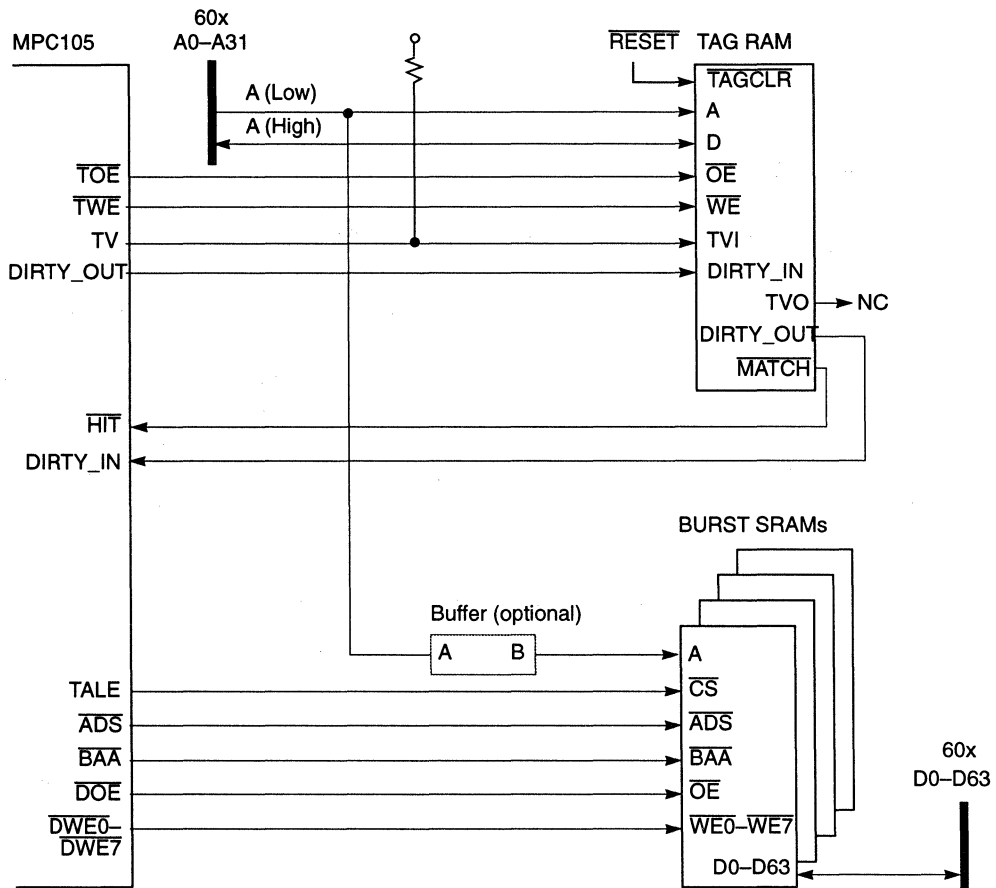 60x
MPC105
A0–A31
RESET
TAG RAM
TAGCLR
A (Low)
A
A (High)
D
TOE
OE
TWE
WE
TV
TVI
DIRTY_OUT
DIRTY_IN
TVO
NC
DIRTY_OUT
MATCH
HIT
DIRTY_IN
BURST SRAMs
Buffer (optional)
A
B
A
TALE
CS
ADS
ADS
BAA
BAA
60x
D0–D63
DOE
OE
DWE0–
DWE7
WE0–WE7
D0–D63